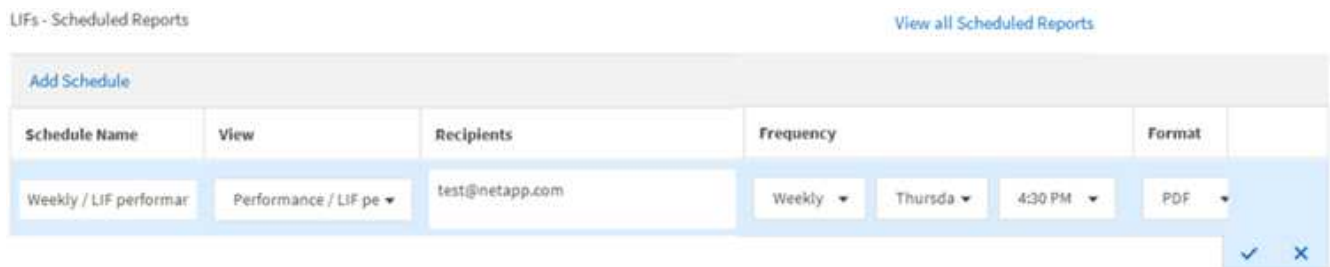 LIFs - Scheduled Reports View all Scheduled Reports
Add Schedule
Schedule Name View Recipients Frequency Format
Weekly / LIF performar Performance / LIF pe test@netapp.com Weekly Thursda 4:30 PM PDF